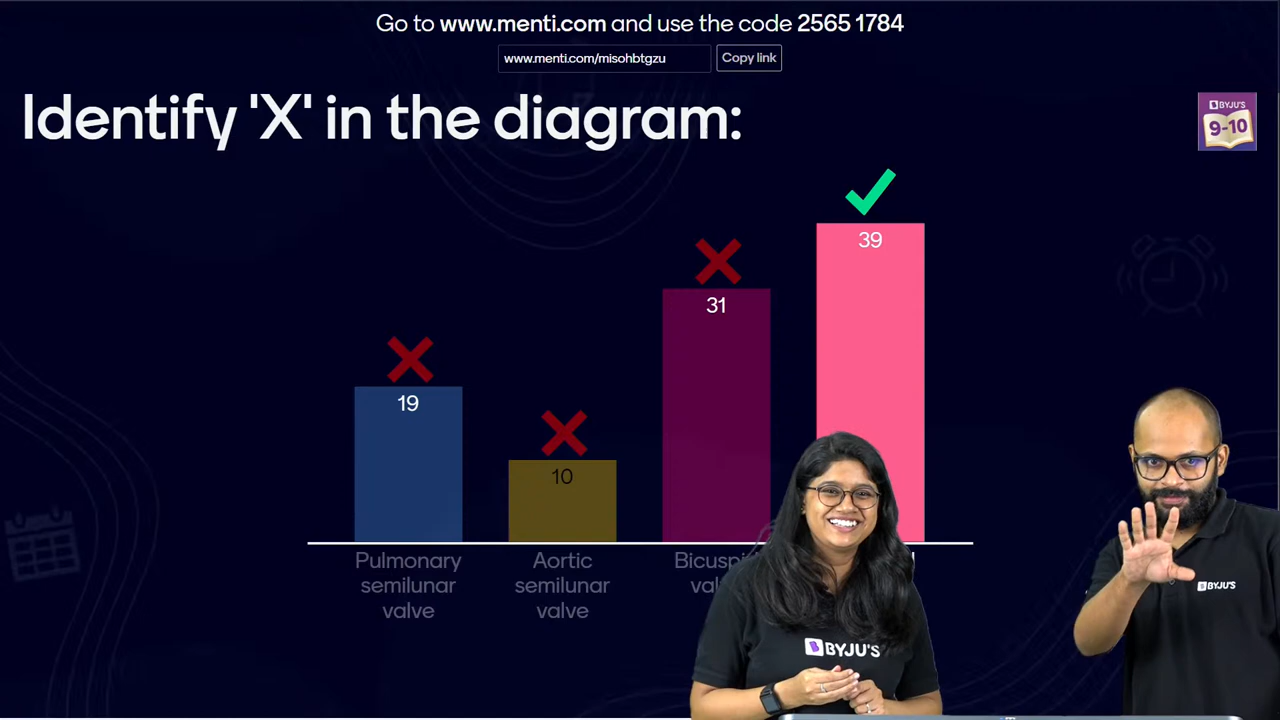 Go to www.menti.com and use the code 2565 1784
www.menti.com/misohbtgzu
Copy link
Identify 'X' in the diagram:
BYJU'S
9-10
39
31
19
10
Pulmonary
semilunar
valve
Aortic
semilunar
valve
BYJU'S
BYJU'S